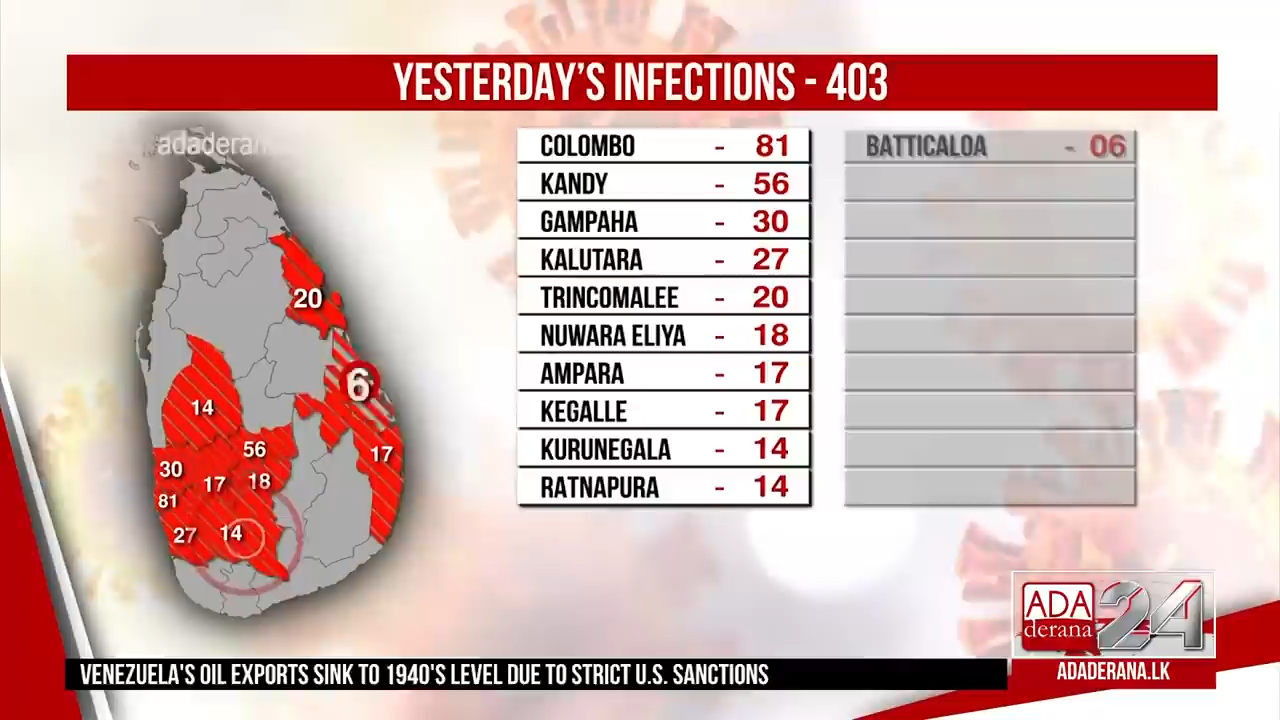 YESTERDAY'S INFECTIONS - 403
adaderan
COLOMBO - 81
KANDY - 56
GAMPAHA - 30
KALUTARA - 27
TRINCOMALEE - 20
NUWARA ELIYA - 18
AMPARA - 17
KEGALLE - 17
KURUNEGALA - 14
RATNAPURA - 14
BATTICALOA - 06
20
6
14
56
17
30
17
18
81
27
14
ADA
derana
24
VENEZUELA'S OIL EXPORTS SINK TO 1940'S LEVEL DUE TO STRICT U.S. SANCTIONS
ADADERANA.LK